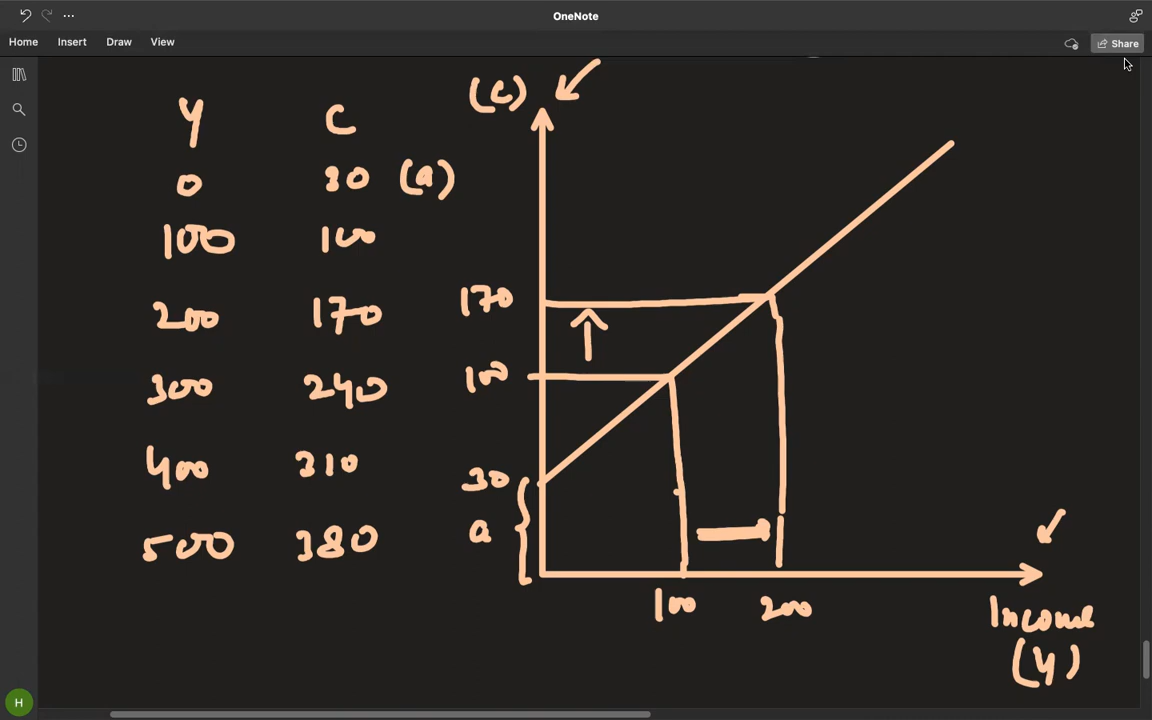 OneNote
Home Insert Draw View
Share
Y C
0 30 (a)
100 100
200 170
300 240
400 310
500 380
(C)
170
100
30
a
100 200
Income
(Y)
H